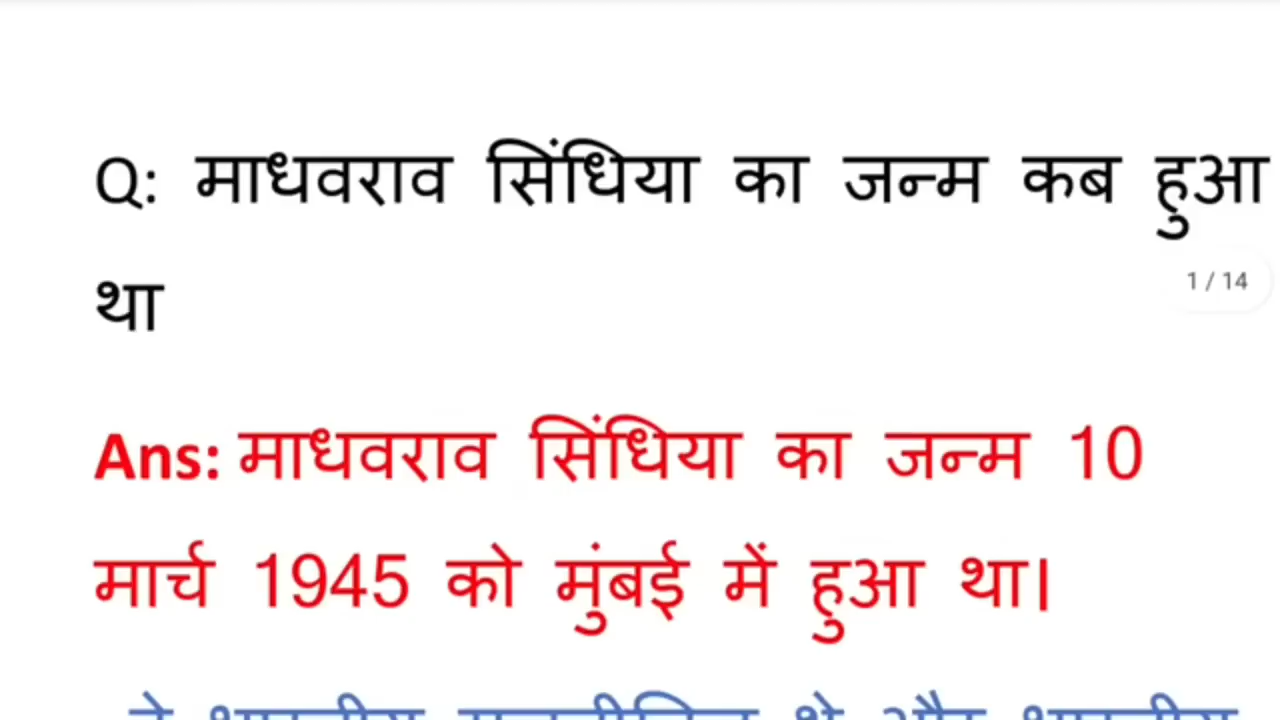 Q: माधवराव सिंधिया का जन्म कब हुआ
1 / 14
था
Ans: माधवराव सिंधिया का जन्म 10
मार्च 1945 को मुंबई में हुआ था।